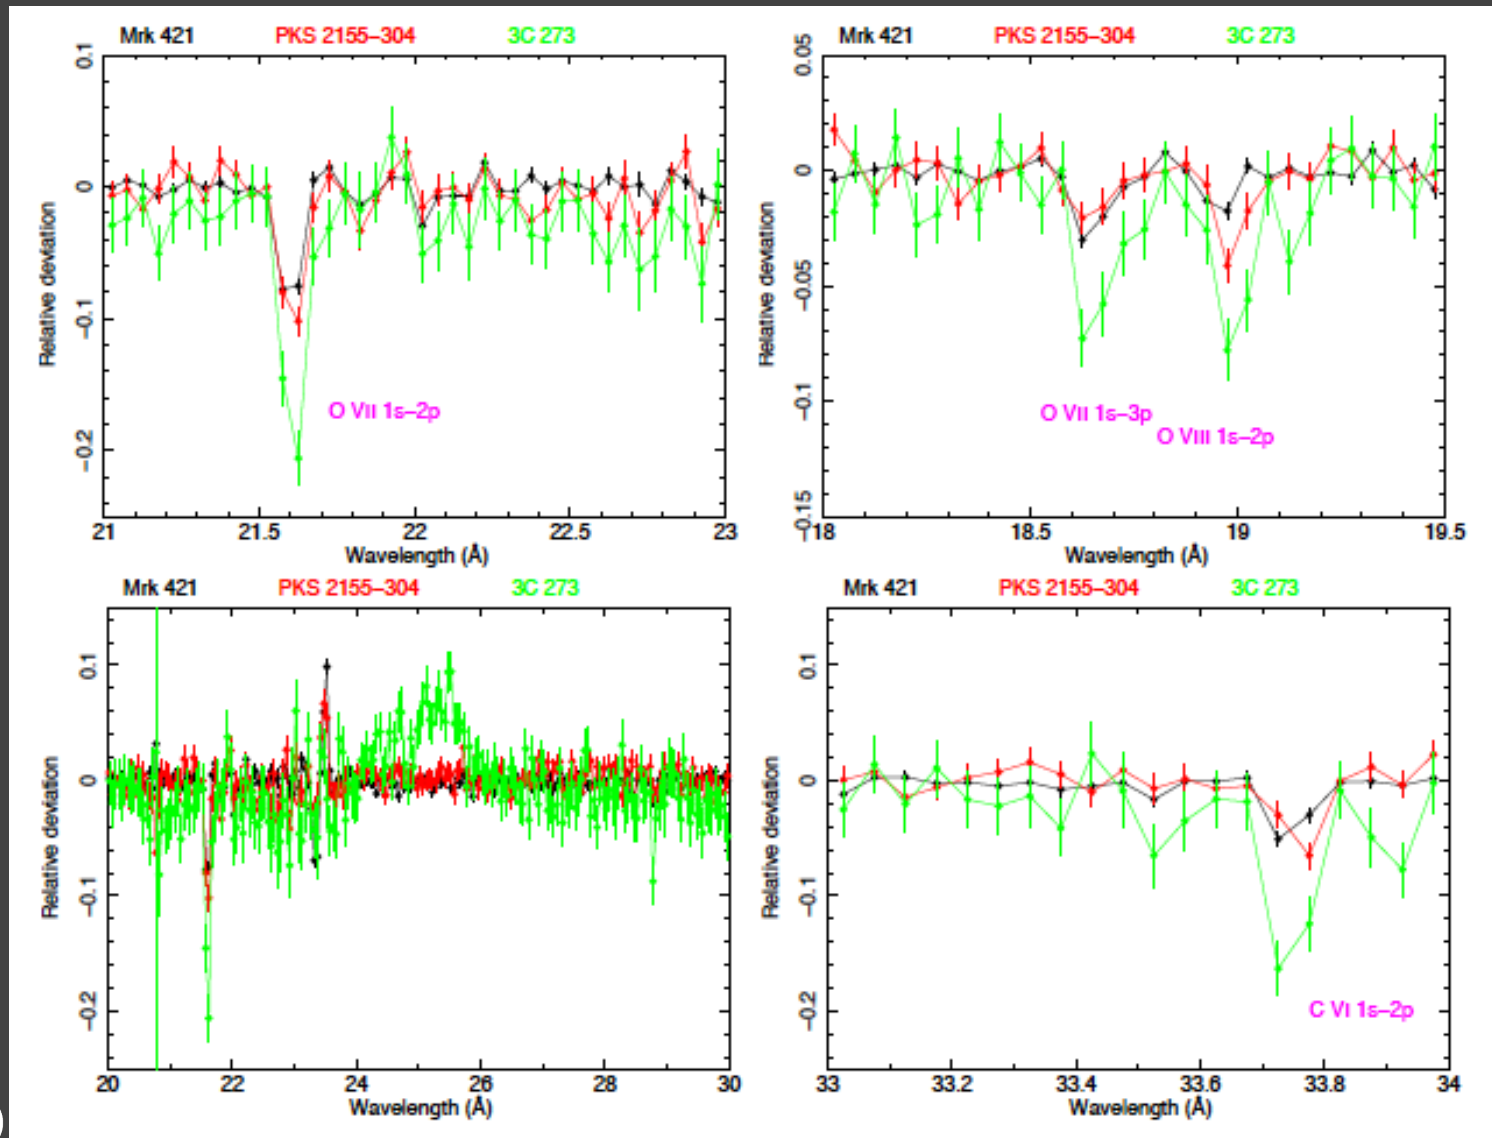 Mrk 421 PKS 2155–304 3C 273
Mrk 421 PKS 2155–304 3C 273
0.1
0
−0.1
−0.2
Relative deviation
O VII 1s–2p
21 21.5 22 22.5 23
Wavelength (Å)
0.05
0
−0.05
−0.1
−0.15
Relative deviation
O VII 1s–3p
O VIII 1s–2p
18 18.5 19 19.5
Wavelength (Å)
Mrk 421 PKS 2155–304 3C 273
Mrk 421 PKS 2155–304 3C 273
0.1
0
−0.1
−0.2
Relative deviation
20 22 24 26 28 30
Wavelength (Å)
0.1
0
−0.1
−0.2
Relative deviation
C VI 1s–2p
33 33.2 33.4 33.6 33.8 34
Wavelength (Å)